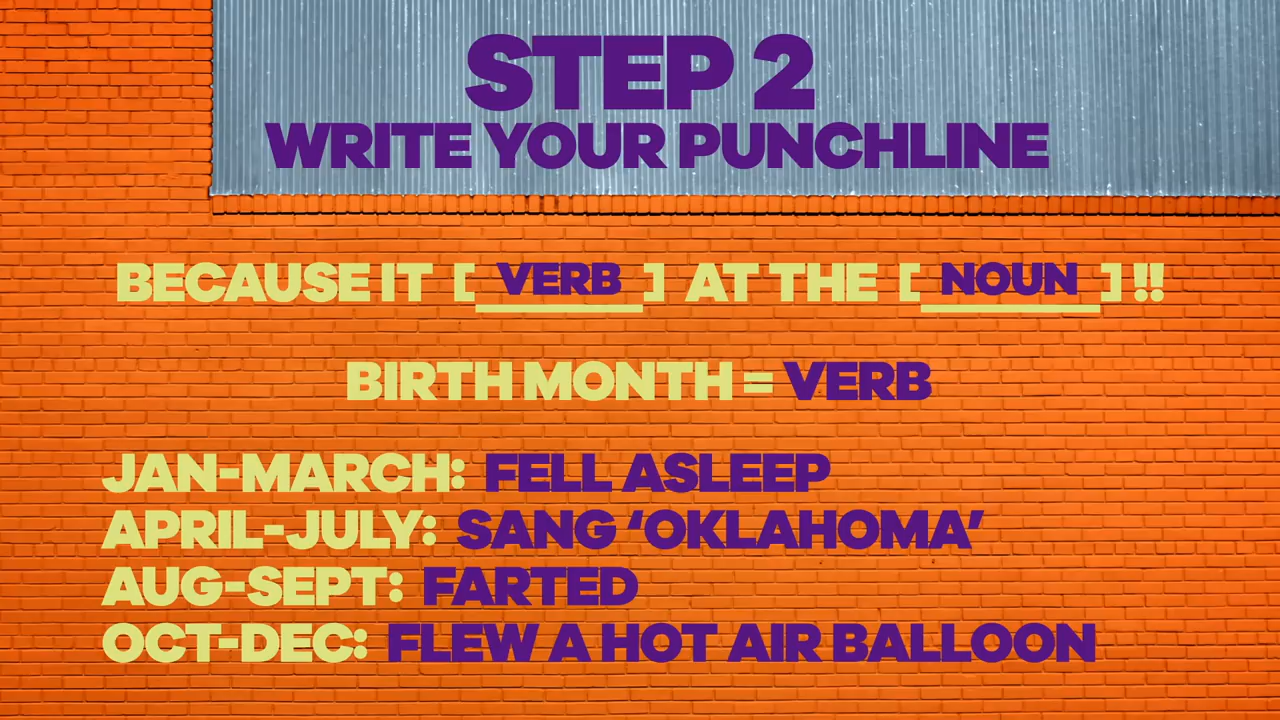 STEP 2
WRITE YOUR PUNCHLINE
BECAUSE IT [ VERB ] AT THE [ NOUN ] !!
BIRTH MONTH = VERB
JAN-MARCH: FELL ASLEEP
APRIL-JULY: SANG ‘OKLAHOMA’
AUG-SEPT: FARTED
OCT-DEC: FLEW A HOT AIR BALLOON